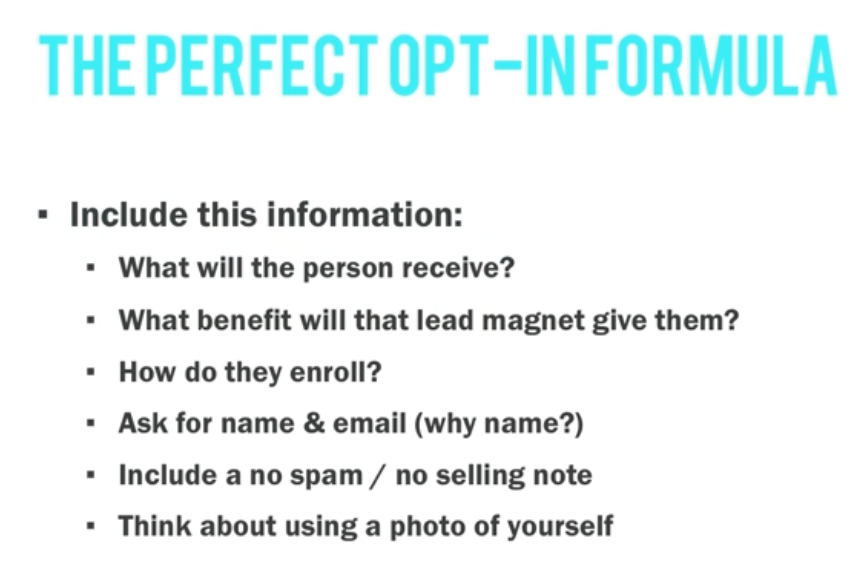 THE PERFECT OPT-IN FORMULA
▪ Include this information:
▪ What will the person receive?
▪ What benefit will that lead magnet give them?
▪ How do they enroll?
▪ Ask for name & email (why name?)
▪ Include a no spam / no selling note
▪ Think about using a photo of yourself